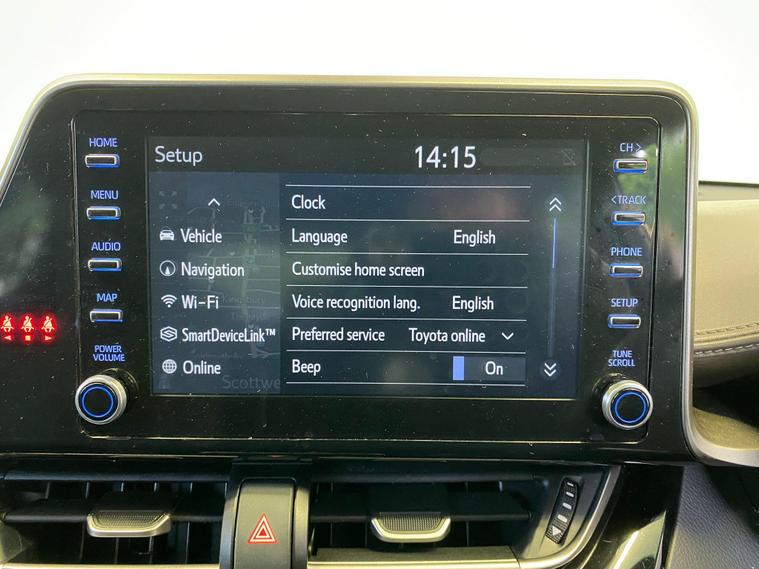 HOME
MENU
AUDIO
MAP
POWER
VOLUME
Setup 14:15
Vehicle
Navigation
Wi-Fi
SmartDeviceLink™
Online
Clock
Language English
Customise home screen
Voice recognition lang. English
Preferred service Toyota online
Beep On
CH >
< TRACK
PHONE
SETUP
TUNE
SCROLL